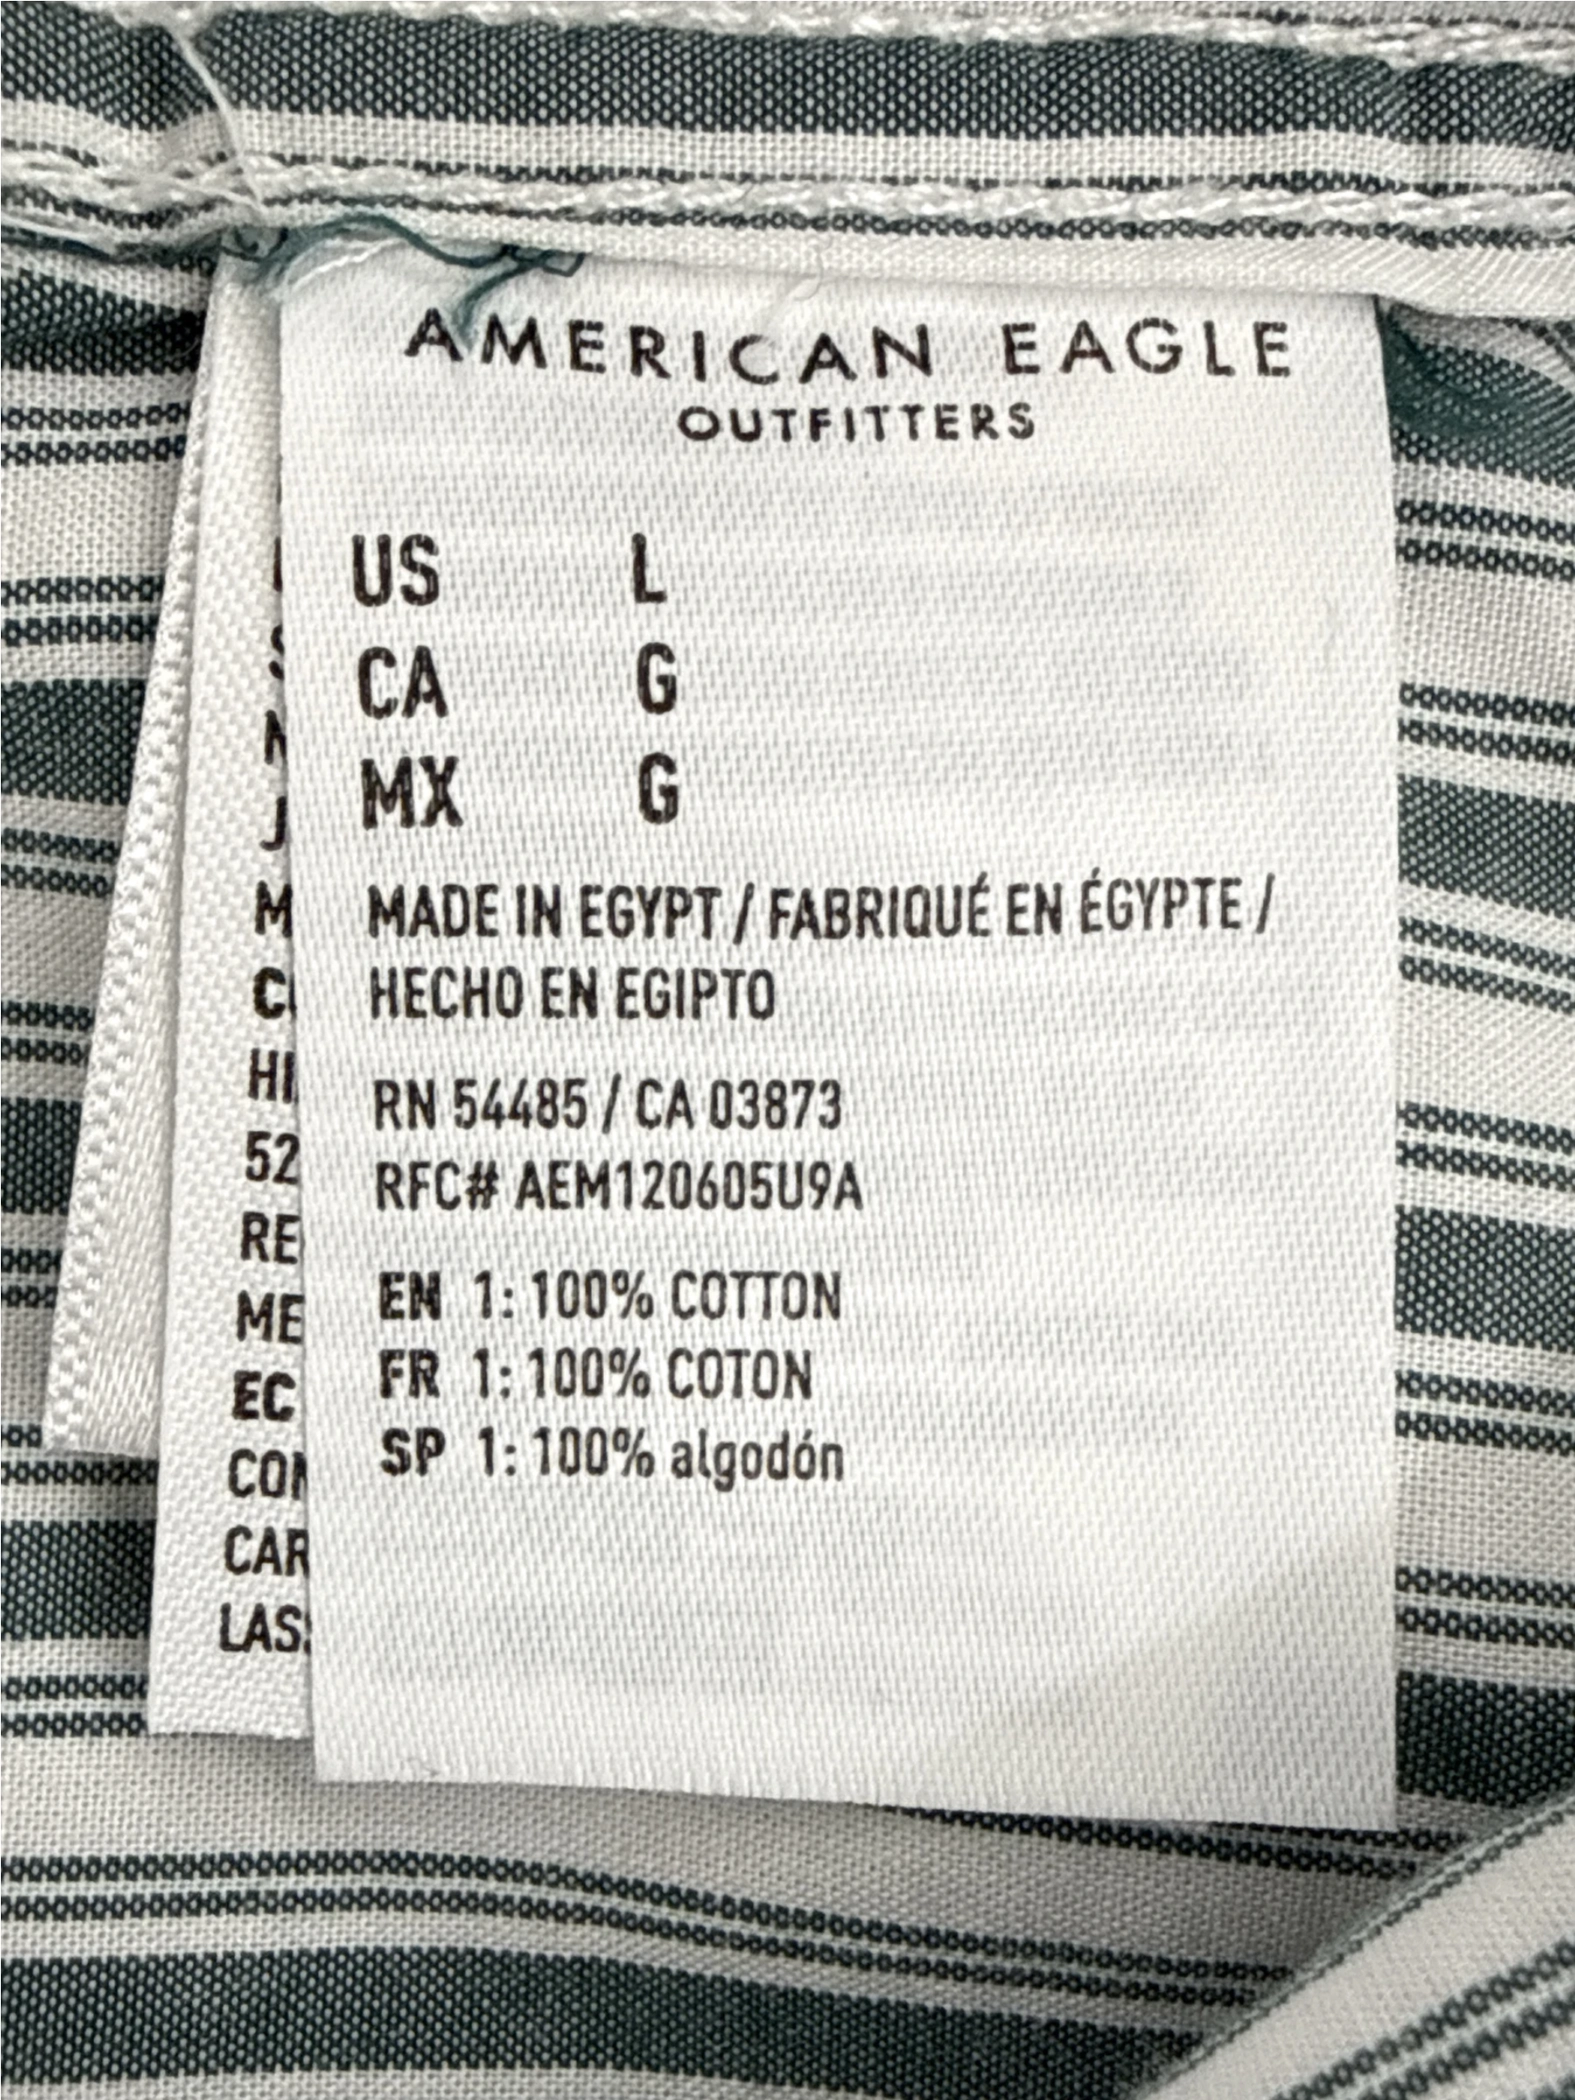 AMERICAN EAGLE
OUTFITTERS
US L
CA G
MX G
MADE IN EGYPT / FABRIQUÉ EN ÉGYPTE /
HECHO EN EGIPTO
RN 54485 / CA 03873
RFC# AEM120605U9A
EN 1: 100% COTTON
FR 1: 100% COTON
SP 1: 100% algodón